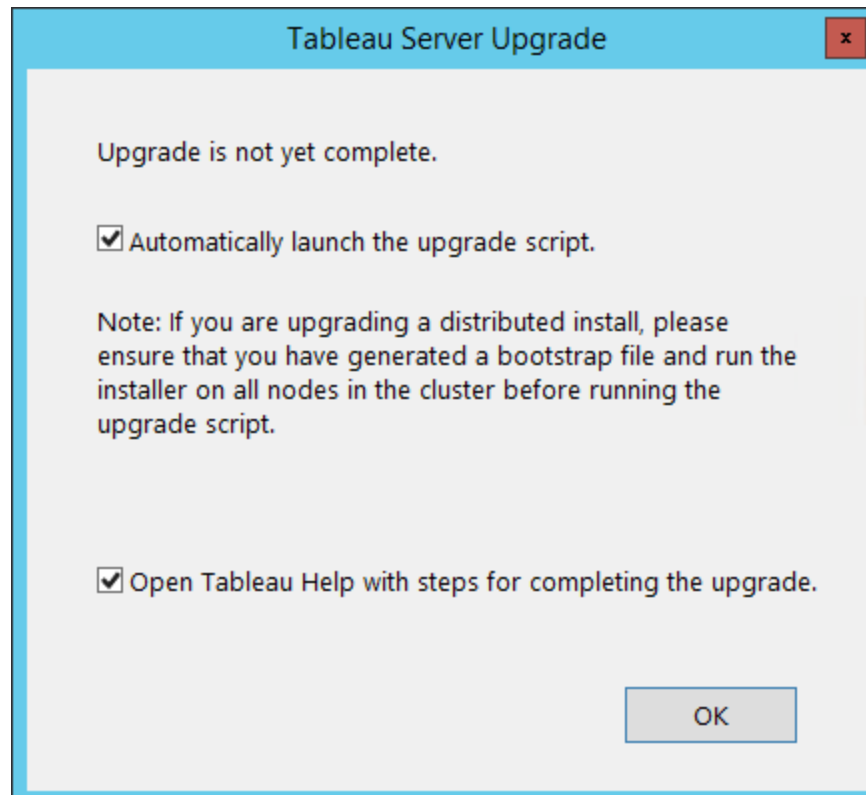 Tableau Server Upgrade
x
Upgrade is not yet complete.
Automatically launch the upgrade script.
Note: If you are upgrading a distributed install, please
ensure that you have generated a bootstrap file and run the
installer on all nodes in the cluster before running the
upgrade script.
Open Tableau Help with steps for completing the upgrade.
OK